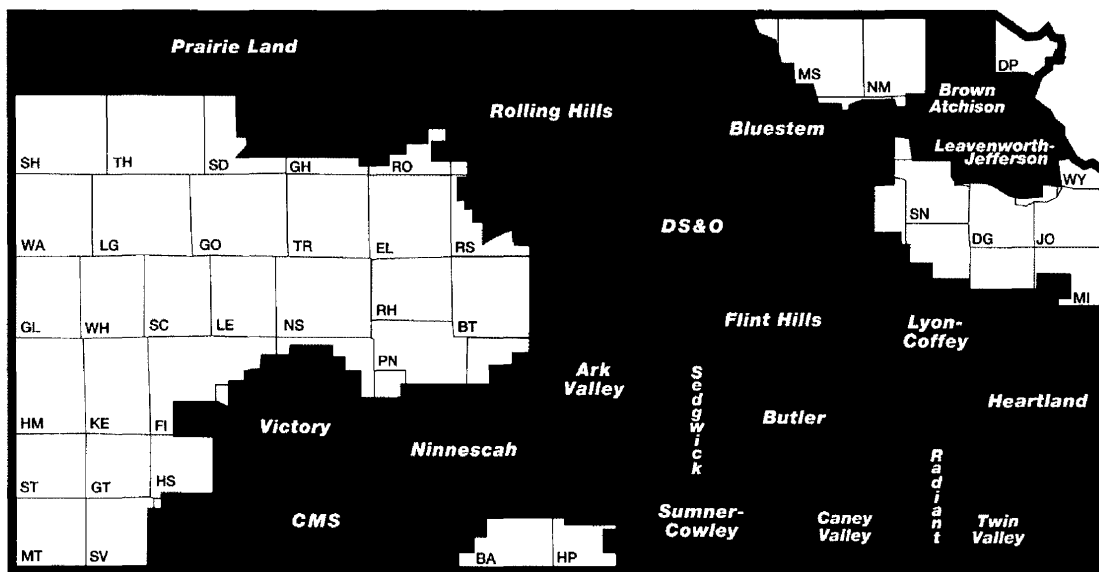 Prairie Land
MS
NM
DP
Brown
Atchison
Rolling Hills
Bluestem
Leavenworth-
Jefferson
SH
TH
SD
GH
RO
WY
SN
DS&O
WA
LG
GO
TR
EL
RS
DG
JO
MI
GL
WH
SC
LE
NS
RH
BT
Flint Hills
Lyon-
Coffey
PN
Ark
Valley
Sedgwick
Butler
Heartland
HM
KE
FI
Victory
Ninnescah
Radiant
ST
GT
HS
CMS
Sumner-
Cowley
Caney
Valley
Twin
Valley
MT
SV
BA
HP